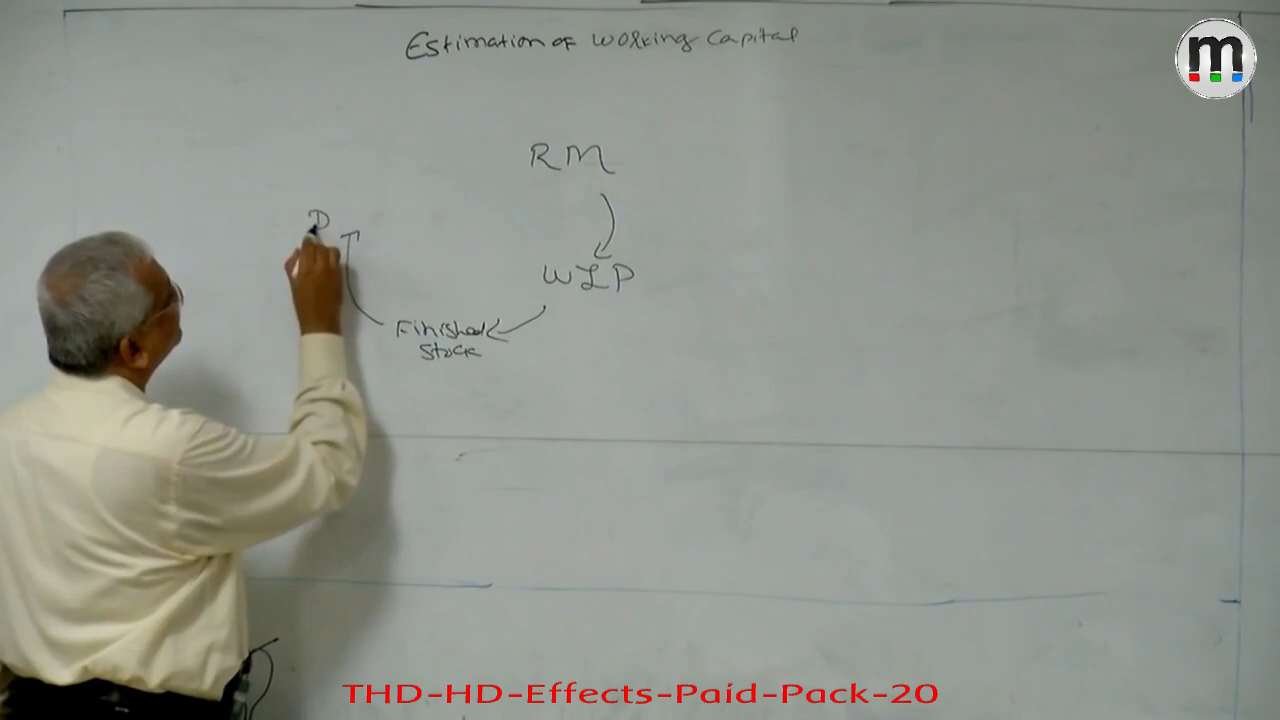 Estimation of Working Capital
m
RM
D
WIP
Finished
Stock
THD-HD-Effects-Paid-Pack-20